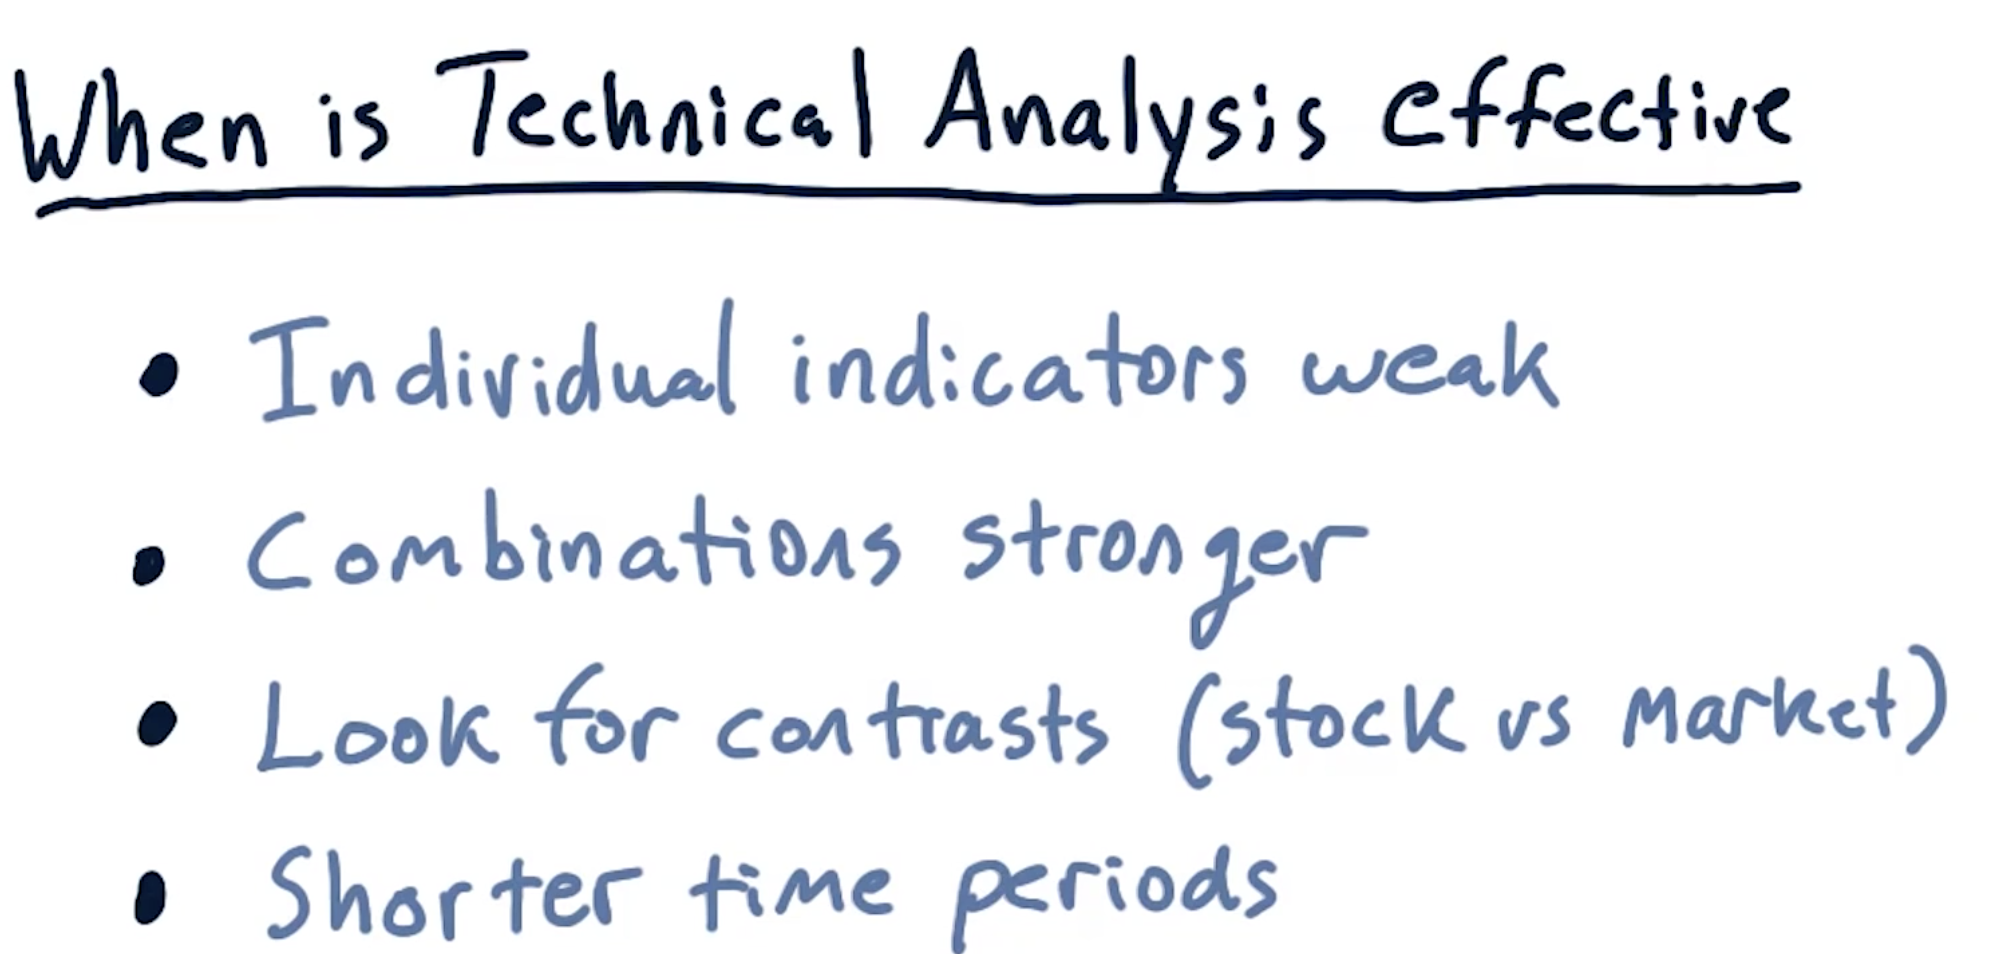 When is Technical Analysis effective
• Individual indicators weak
• Combinations stronger
• Look for contrasts (stock vs market)
• Shorter time periods